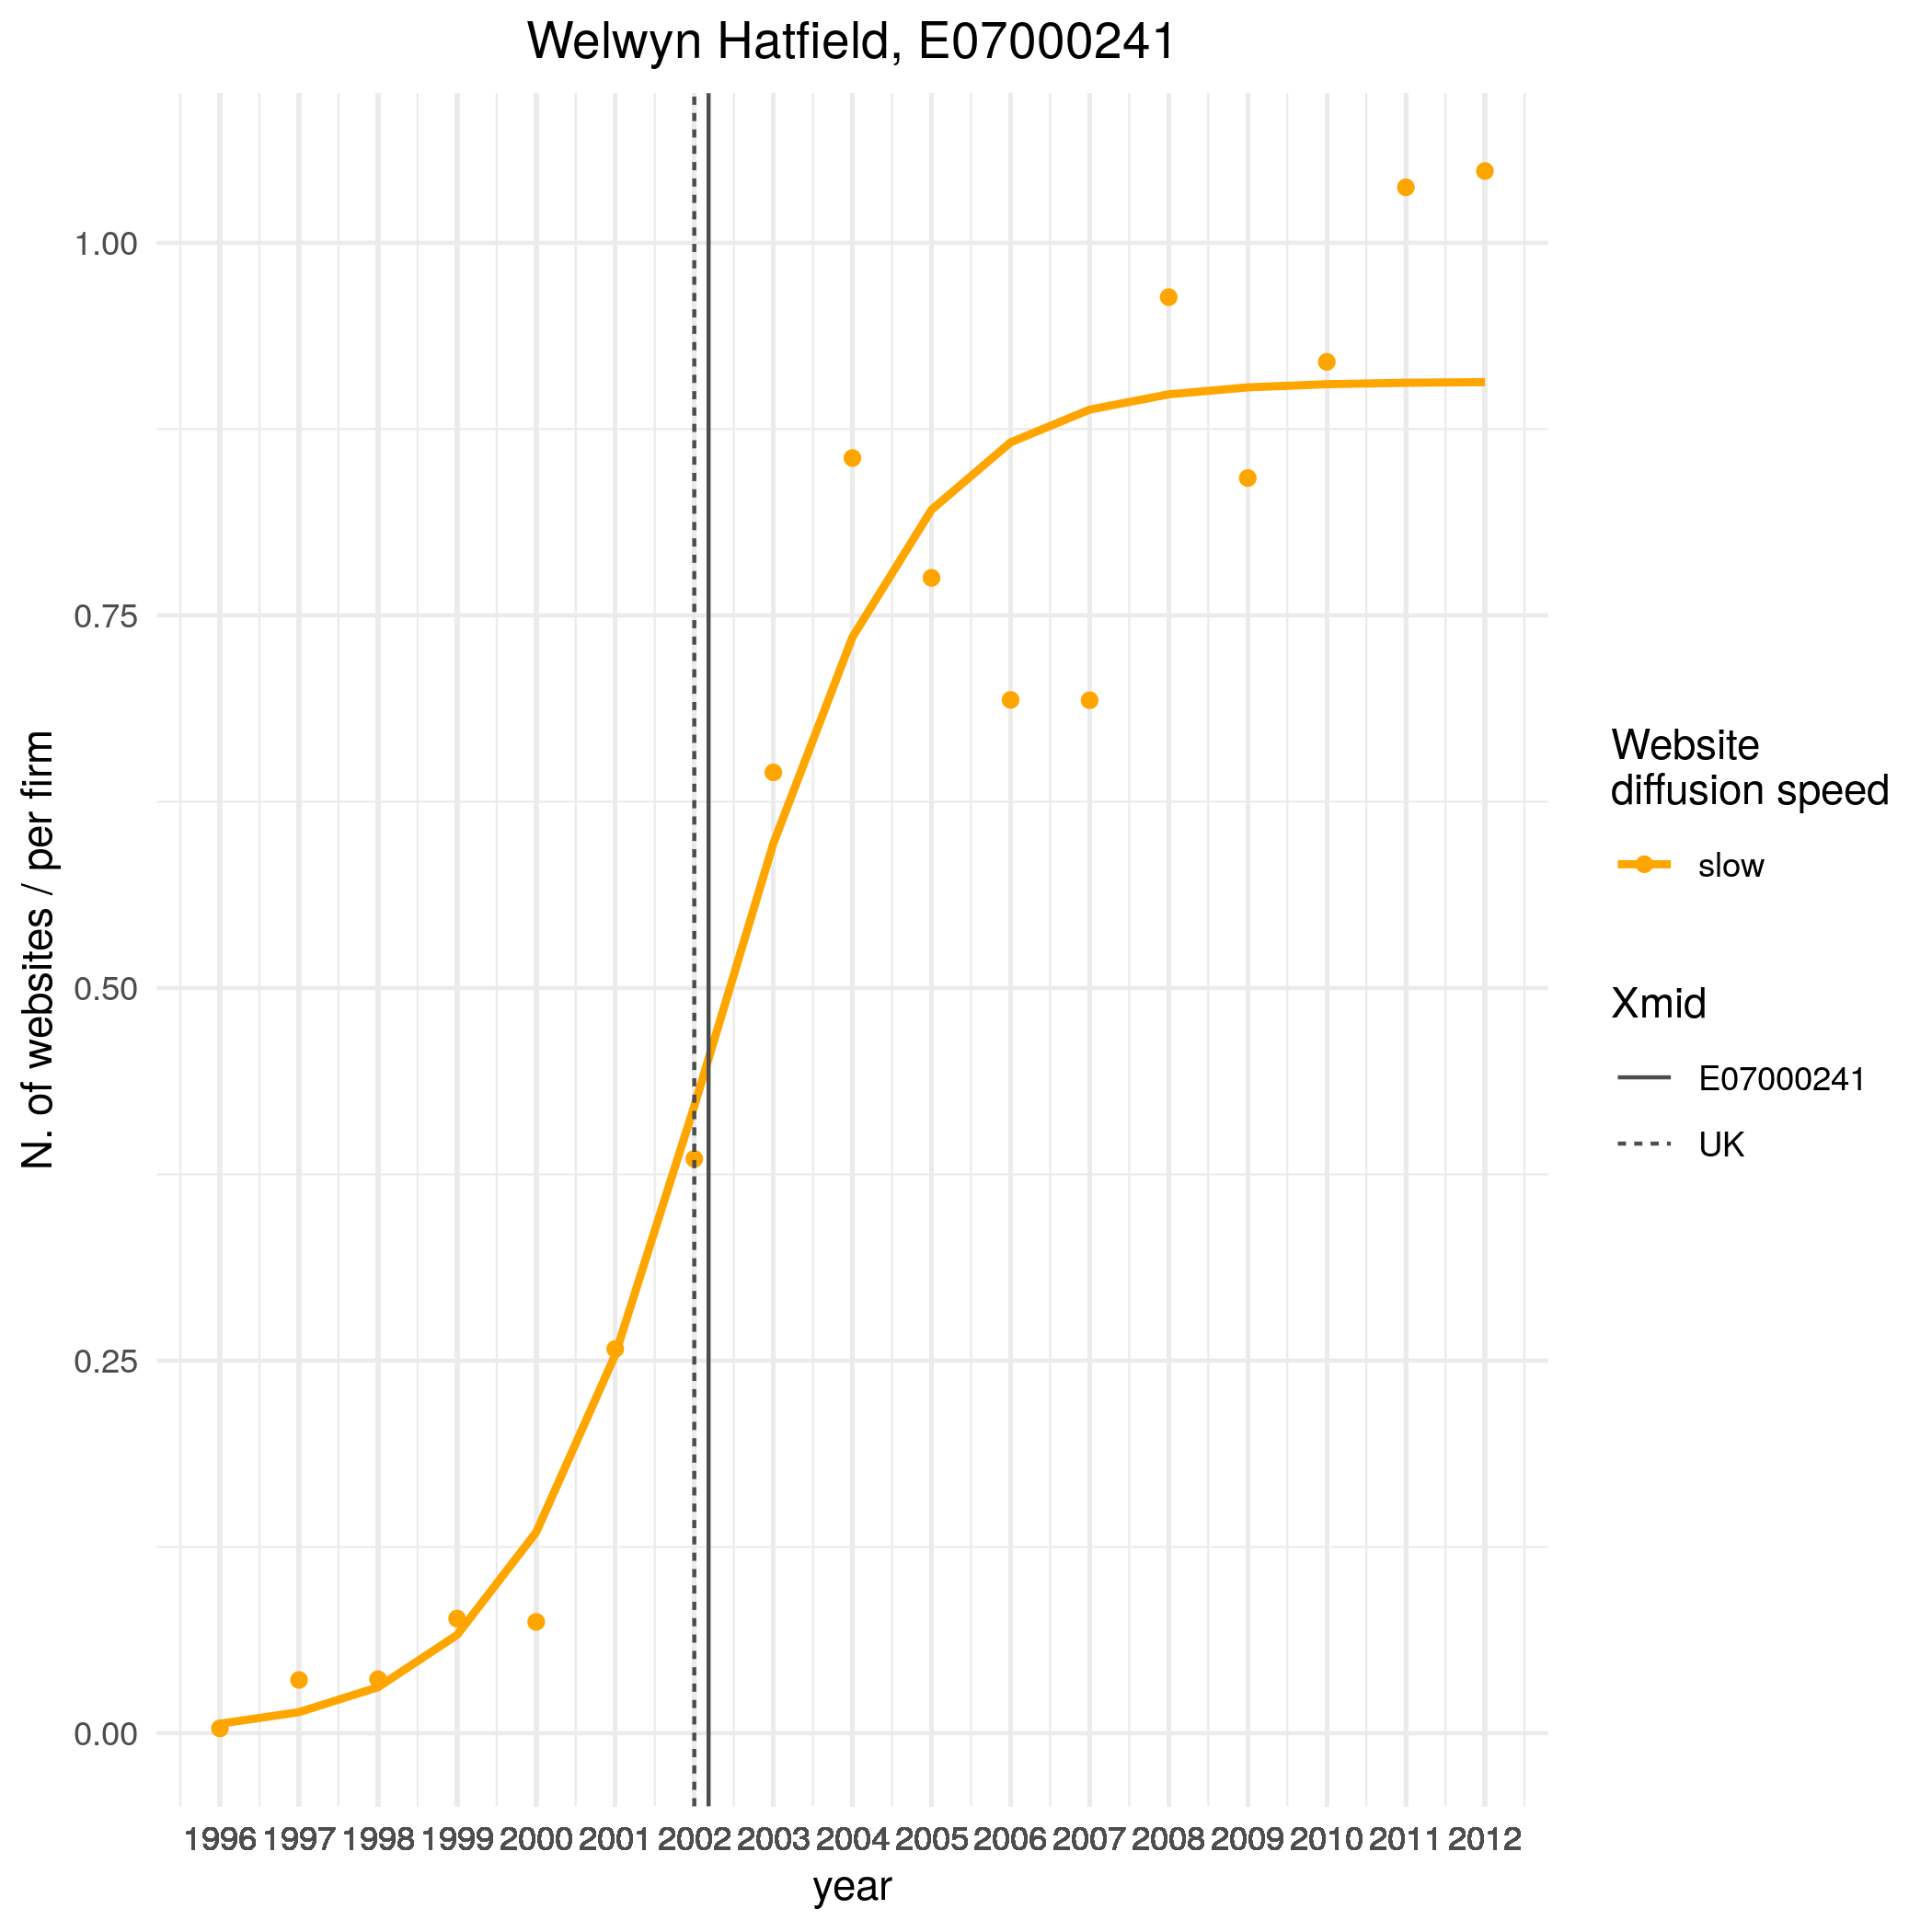 Welwyn Hatfield, E07000241
1.00
0.75
0.50
0.25
0.00
N. of websites / per firm
1996 1997 1998 1999 2000 2001 2002 2003 2004 2005 2006 2007 2008 2009 2010 2011 2012
year
Website
diffusion speed
slow
Xmid
E07000241
UK